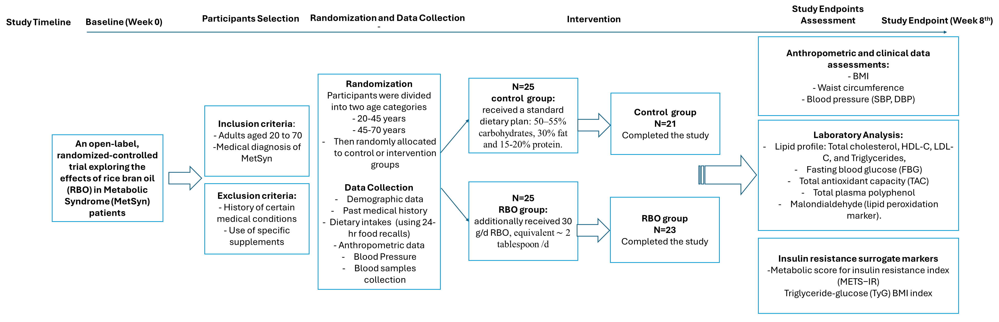 Study Timeline
Baseline (Week 0)
Participants Selection
Randomization and Data Collection
-
Intervention
Study Endpoints
Assessment
Study Endpoint (Week 8th)
An open-label,
randomized-controlled
trial exploring the
effects of rice bran oil
(RBO) in Metabolic
Syndrome (MetSyn)
patients
Inclusion criteria:
- Adults aged 20 to 70
-Medical diagnosis of
MetSyn
Exclusion criteria:
- History of certain
medical conditions
- Use of specific
supplements
Randomization
Participants were divided
into two age categories
- 20-45 years
- 45-70 years
- Then randomly allocated
to control or intervention
groups
Data Collection
- Demographic data
- Past medical history
- Dietary intakes (using 24-
hr food recalls)
- Anthropometric data
- Blood Pressure
- Blood samples
collection
N=25
control group:
received a standard
dietary plan: 50–55%
carbohydrates, 30% fat
and 15-20% protein.
N=25
RBO group:
additionally received 30
g/d RBO, equivalent ~ 2
tablespoon /d
Control group
N=21
Completed the study
RBO group
N=23
Completed the study
Anthropometric and clinical data
assessments:
- BMI
- Waist circumference
- Blood pressure (SBP, DBP)
Laboratory Analysis:
- Lipid profile: Total cholesterol, HDL-C, LDL-
C, and Triglycerides,
- Fasting blood glucose (FBG)
- Total antioxidant capacity (TAC)
- Total plasma polyphenol
- Malondialdehyde (lipid peroxidation
marker).
Insulin resistance surrogate markers
-Metabolic score for insulin resistance index
(METS−IR)
Triglyceride-glucose (TyG) BMI index